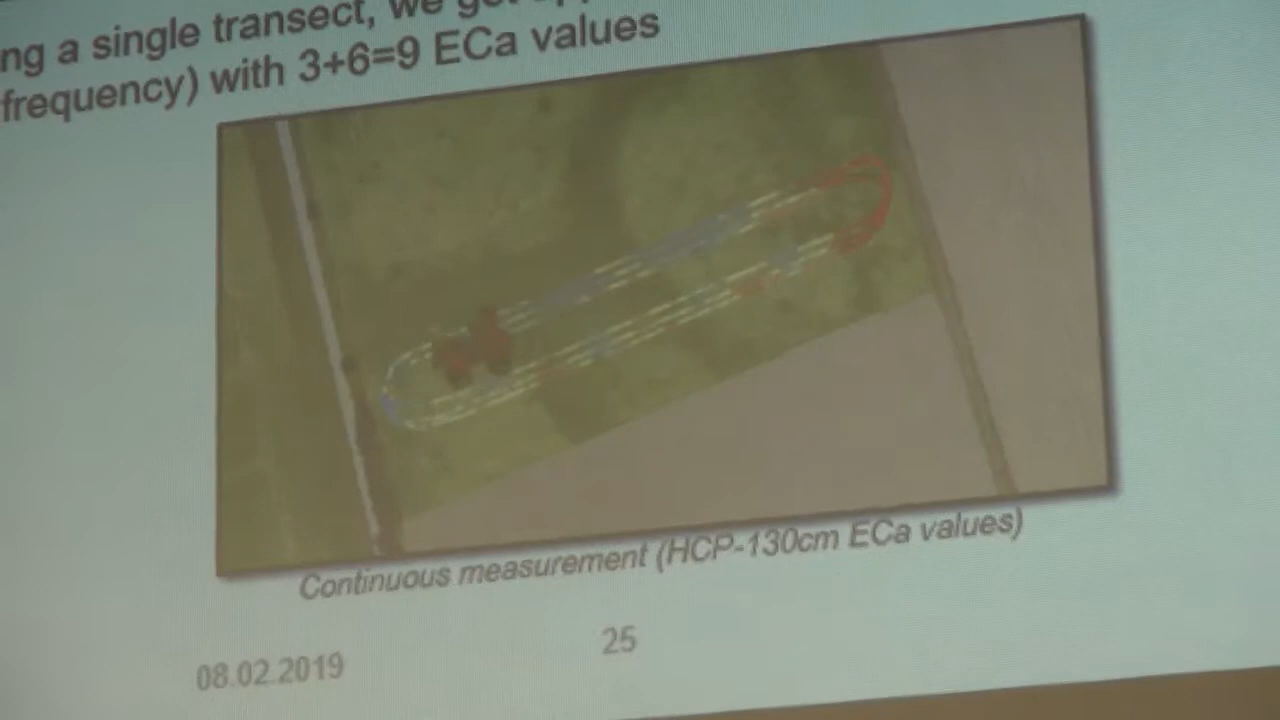 ng a single transect, we
frequency) with 3+6=9 ECa values
Continuous measurement (HCP-130cm ECa values)
25
08.02.2019